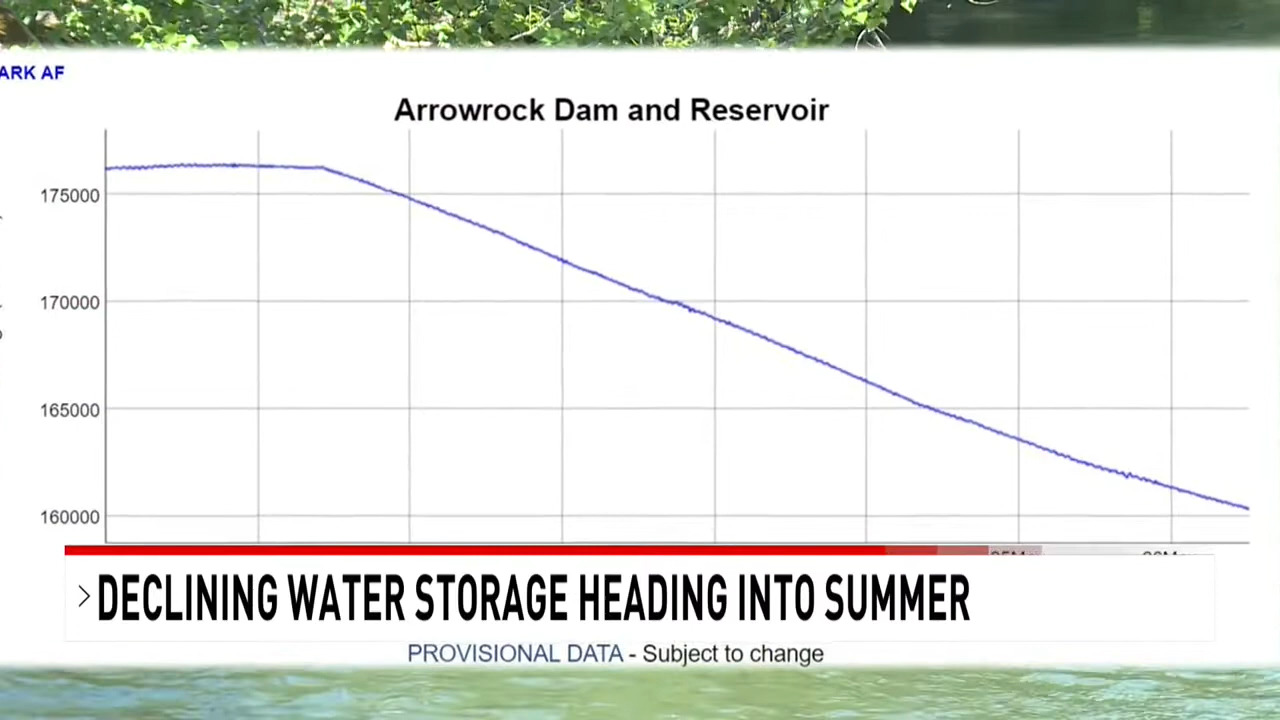 ARK AF
Arrowrock Dam and Reservoir
175000
170000
165000
160000
> DECLINING WATER STORAGE HEADING INTO SUMMER
PROVISIONAL DATA - Subject to change